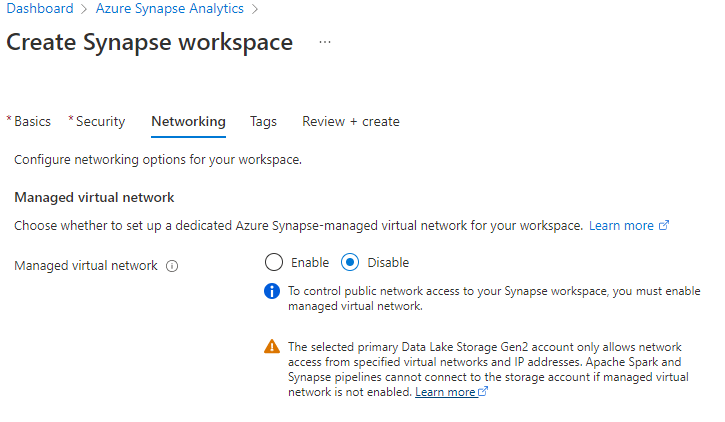 Dashboard > Azure Synapse Analytics >
Create Synapse workspace ...
* Basics * Security Networking Tags Review + create
Configure networking options for your workspace.
Managed virtual network
Choose whether to set up a dedicated Azure Synapse-managed virtual network for your workspace. Learn more
Managed virtual network Enable Disable
To control public network access to your Synapse workspace, you must enable
managed virtual network.
The selected primary Data Lake Storage Gen2 account only allows network
access from specified virtual networks and IP addresses. Apache Spark and
Synapse pipelines cannot connect to the storage account if managed virtual
network is not enabled. Learn more